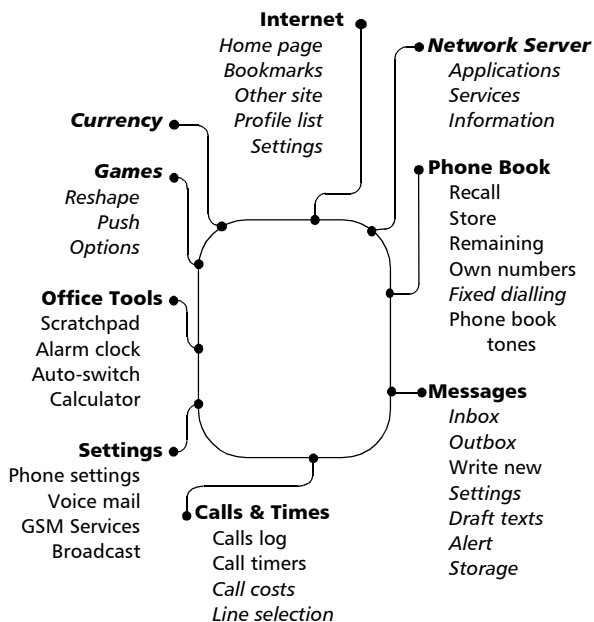 Internet
Home page
Bookmarks
Other site
Profile list
Settings
Network Server
Applications
Services
Information
Currency
Games
Reshape
Push
Options
Phone Book
Recall
Store
Remaining
Own numbers
Fixed dialling
Phone book
tones
Office Tools
Scratchpad
Alarm clock
Auto-switch
Calculator
Messages
Inbox
Outbox
Write new
Settings
Draft texts
Alert
Storage
Settings
Phone settings
Voice mail
GSM Services
Broadcast
Calls & Times
Calls log
Call timers
Call costs
Line selection